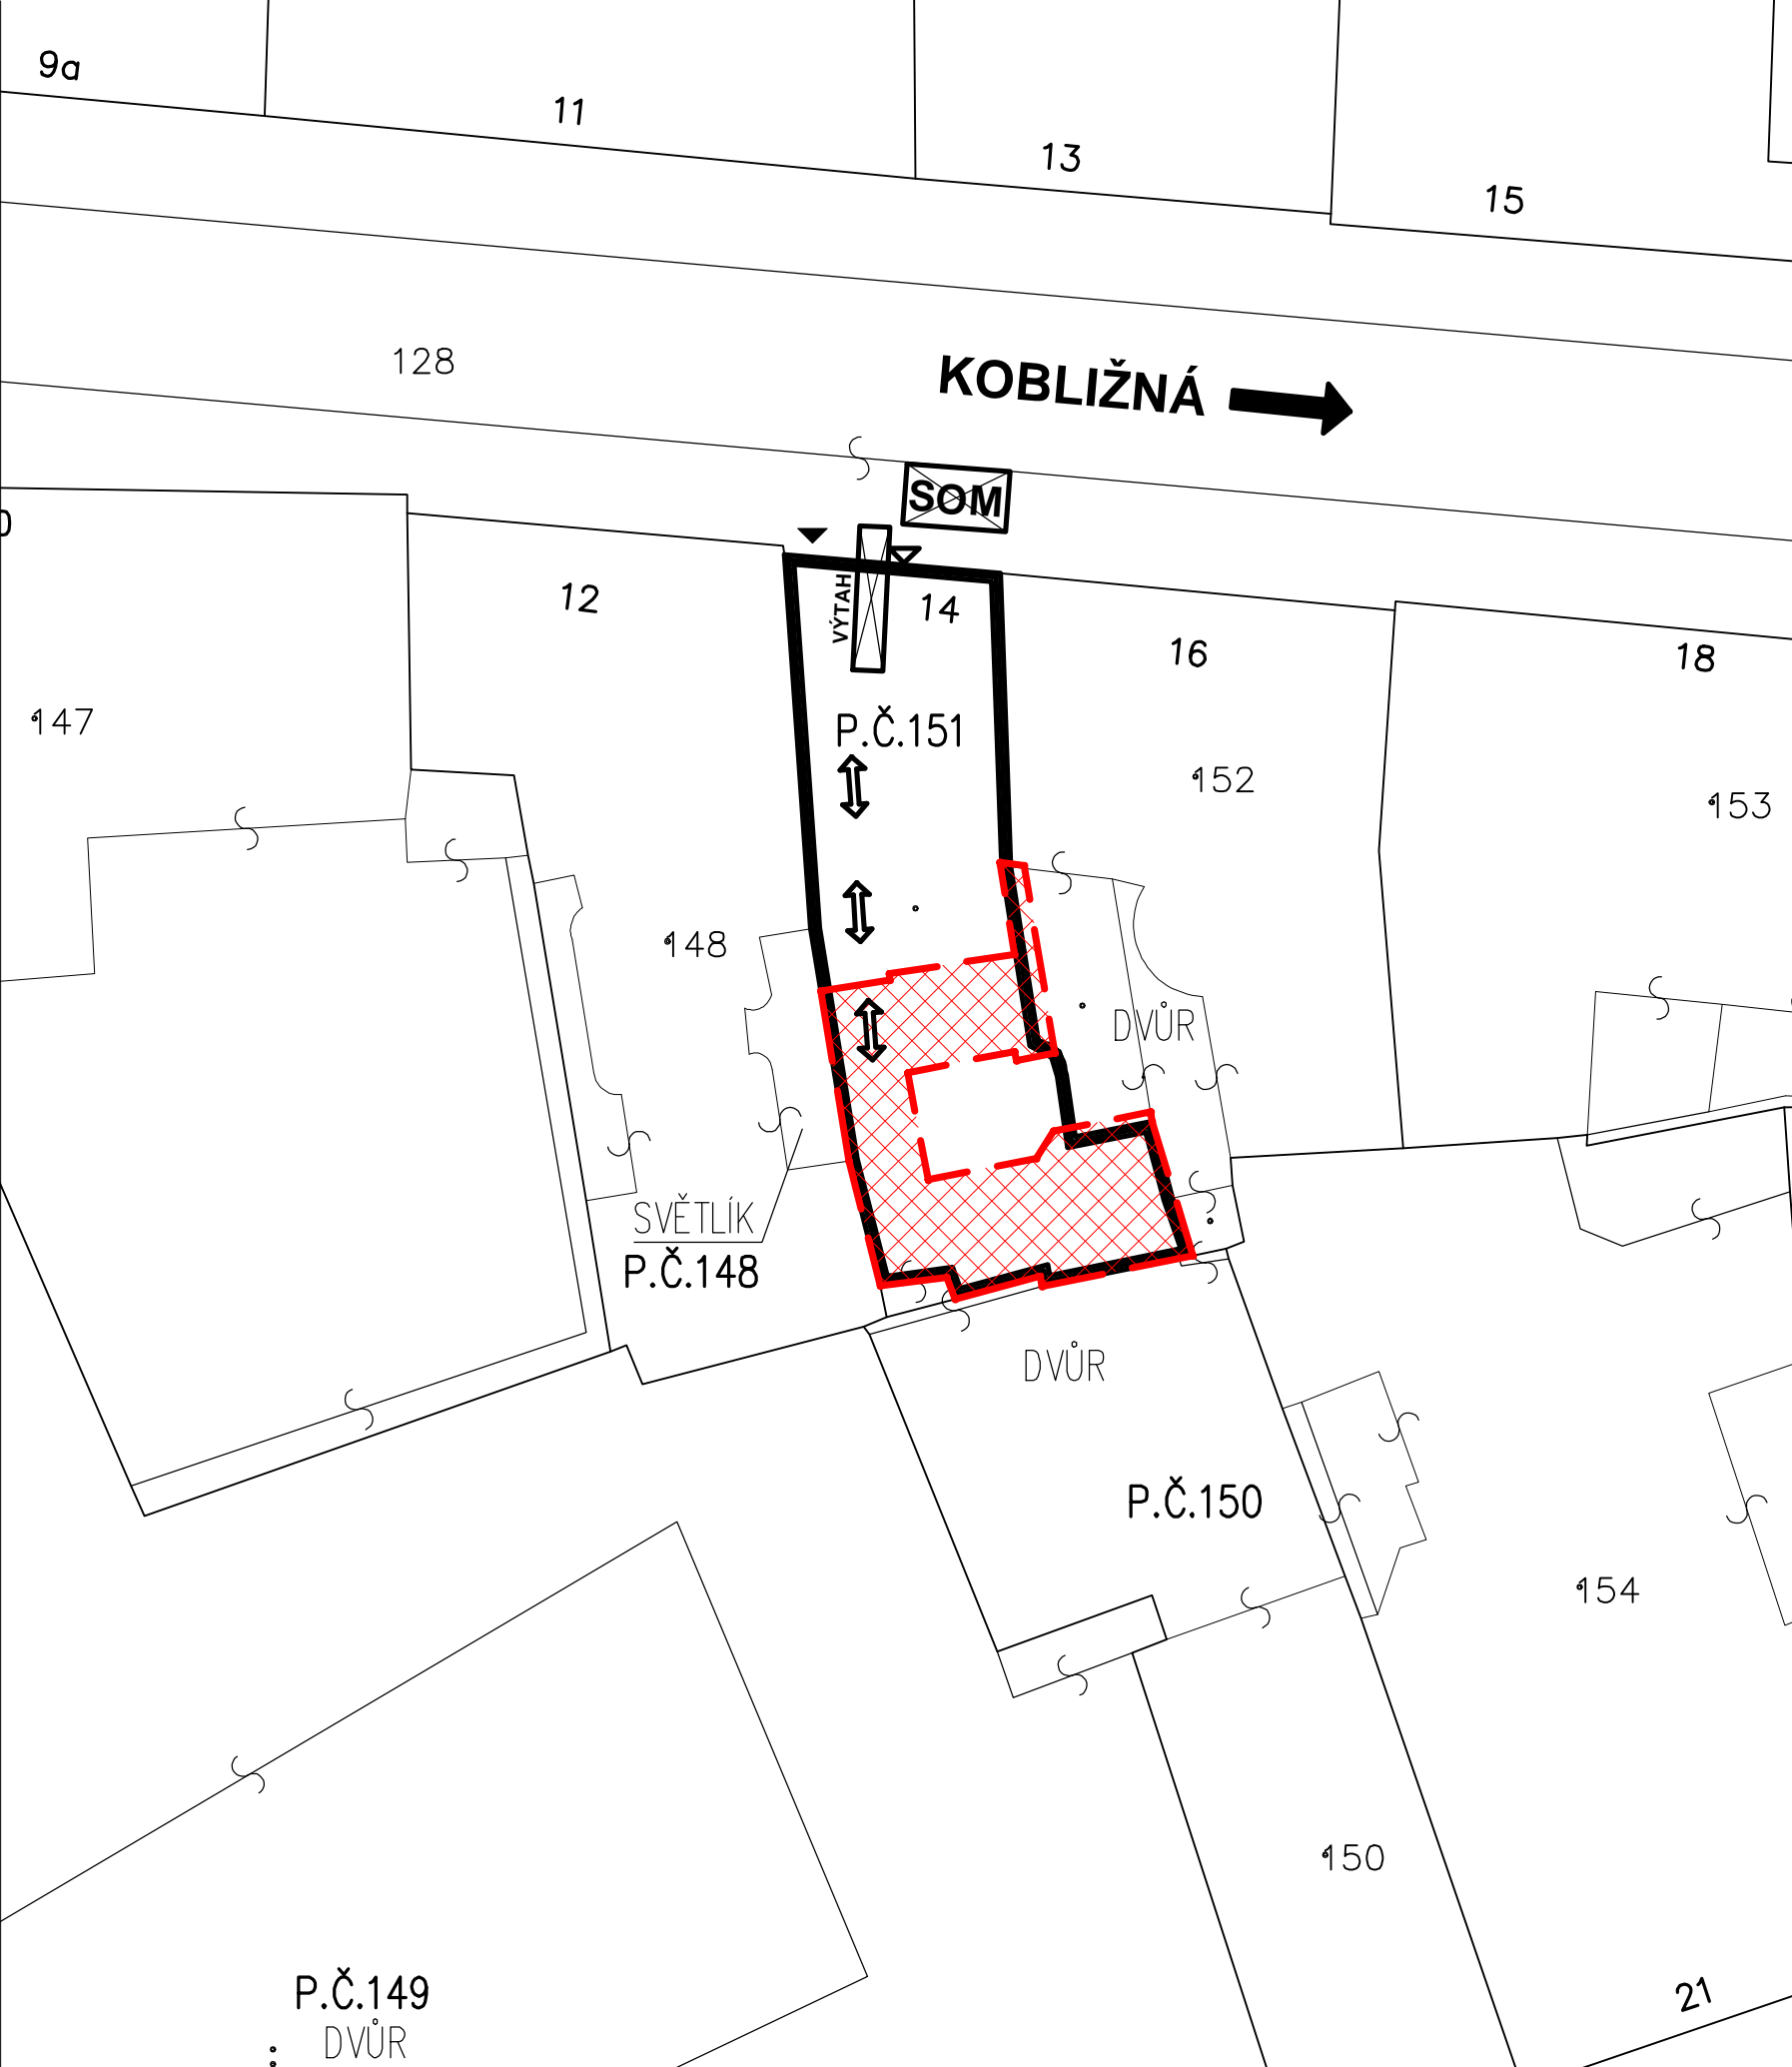 9a
11
13
15
128
KOBLIŽNÁ
SOM
12
VÝTAH
14
16
18
147
P.Č.151
152
153
148
DVŮR
SVĚTLÍK
P.Č.148
DVŮR
P.Č.150
154
150
P.Č.149
DVŮR
21